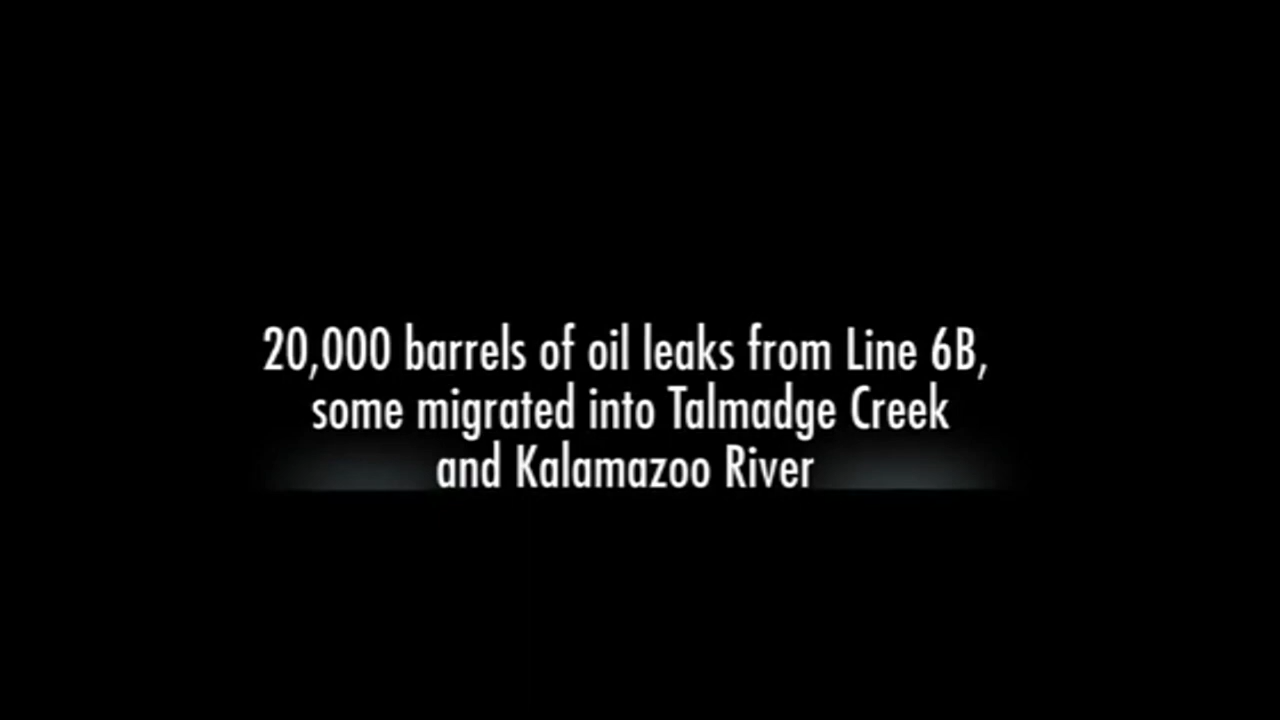 20,000 barrels of oil leaks from Line 6B,
some migrated into Talmadge Creek
and Kalamazoo River